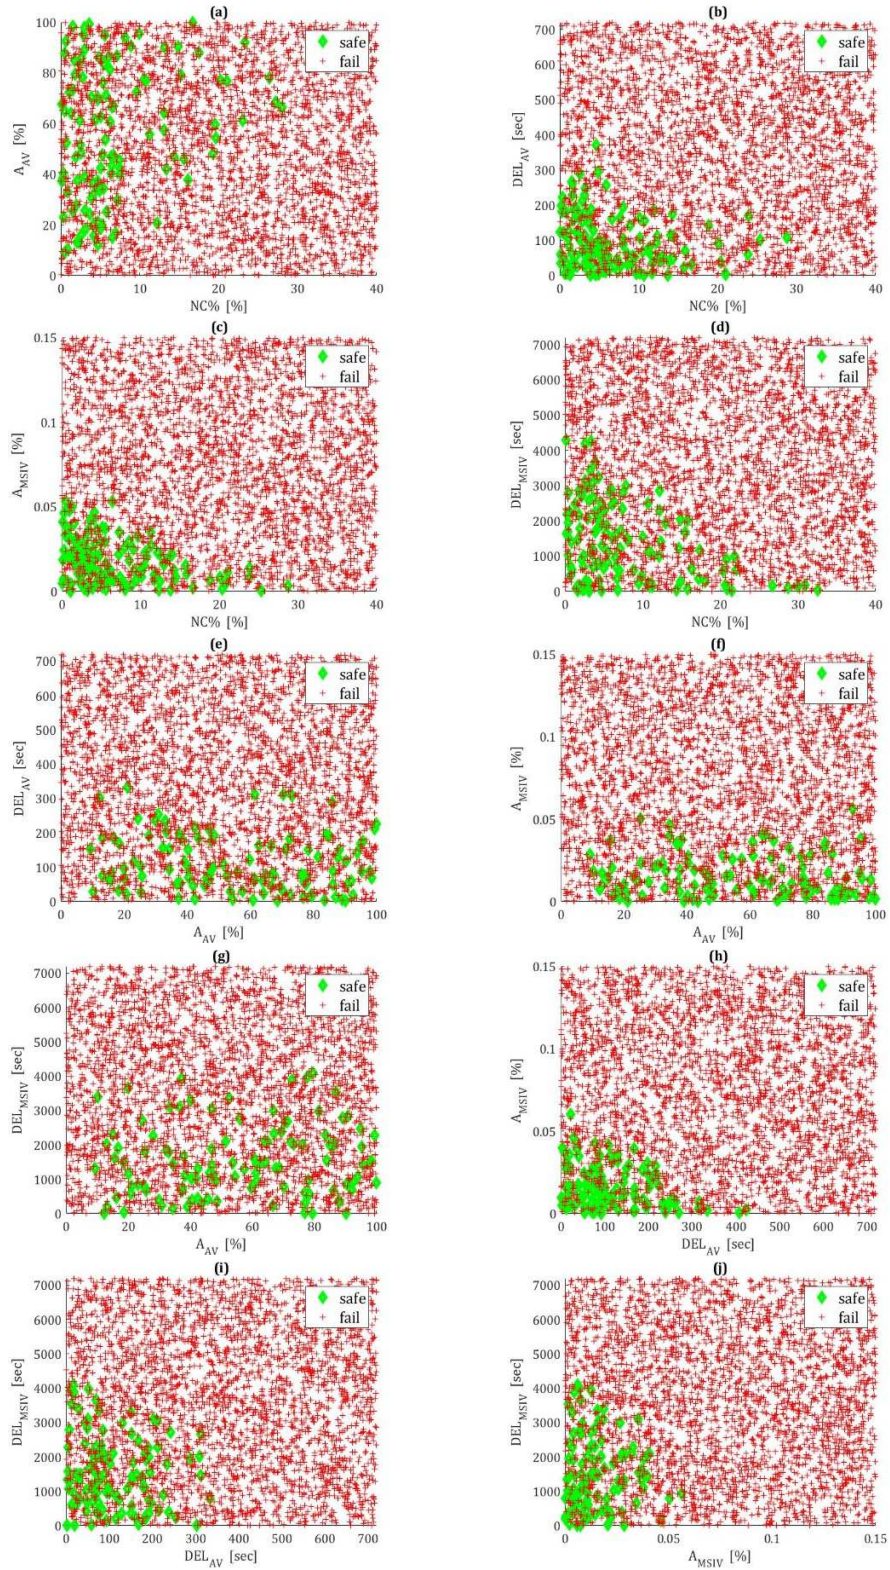 (a)
100
80
60
40
20
0
A_AV [%]
safe
fail
0 10 20 30 40
NC% [%]
(b)
700
600
500
400
300
200
100
0
DEL_AV [sec]
safe
fail
0 10 20 30 40
NC% [%]
(c)
0.15
0.1
0.05
0
A_MSIV [%]
safe
fail
0 10 20 30 40
NC% [%]
(d)
7000
6000
5000
4000
3000
2000
1000
0
DEL_MSIV [sec]
safe
fail
0 10 20 30 40
NC% [%]
(e)
700
600
500
400
300
200
100
0
DEL_AV [sec]
safe
fail
0 20 40 60 80 100
A_AV [%]
(f)
0.15
0.1
0.05
0
A_MSIV [%]
safe
fail
0 20 40 60 80 100
A_AV [%]
(g)
7000
6000
5000
4000
3000
2000
1000
0
DEL_MSIV [sec]
safe
fail
0 20 40 60 80 100
A_AV [%]
(h)
0.15
0.1
0.05
0
A_MSIV [%]
safe
fail
0 100 200 300 400 500 600 700
DEL_AV [sec]
(i)
7000
6000
5000
4000
3000
2000
1000
0
DEL_MSIV [sec]
safe
fail
0 100 200 300 400 500 600 700
DEL_AV [sec]
(j)
7000
6000
5000
4000
3000
2000
1000
0
DEL_MSIV [sec]
safe
fail
0 0.05 0.1 0.15
A_MSIV [%]